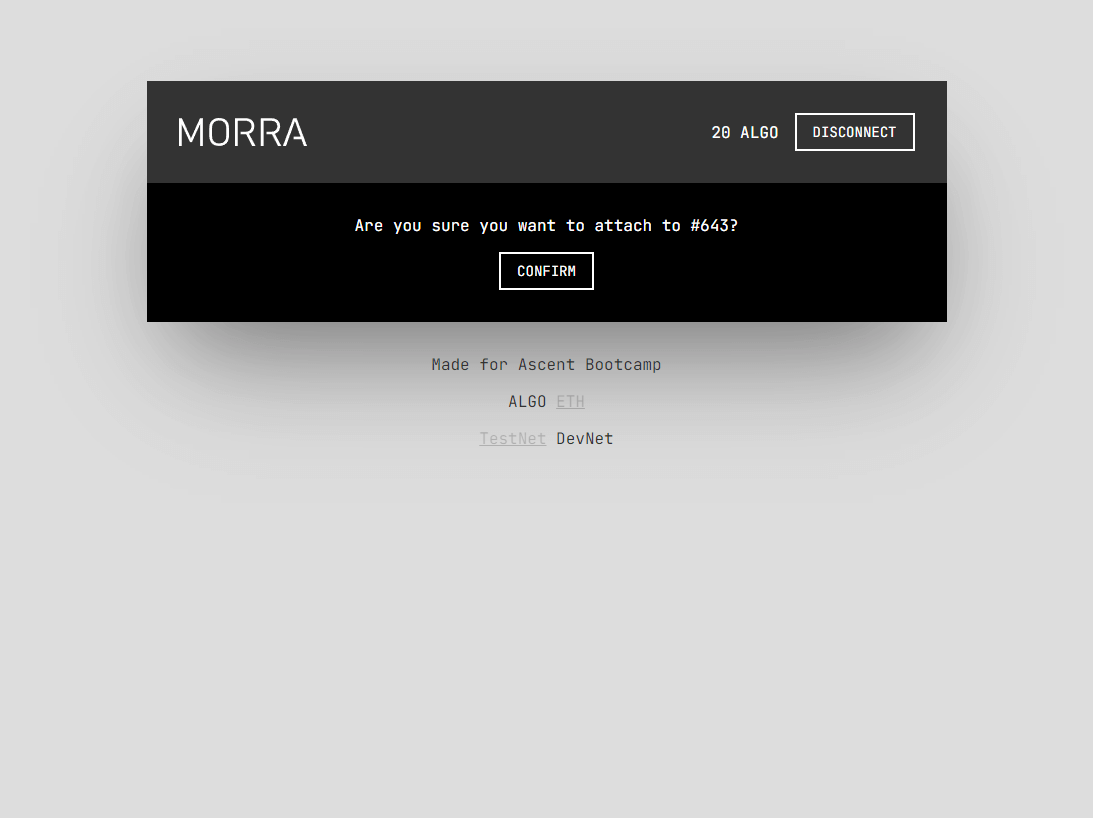 MORRA
20 ALGO DISCONNECT
Are you sure you want to attach to #643?
CONFIRM
Made for Ascent Bootcamp
ALGO ETH
TestNet DevNet